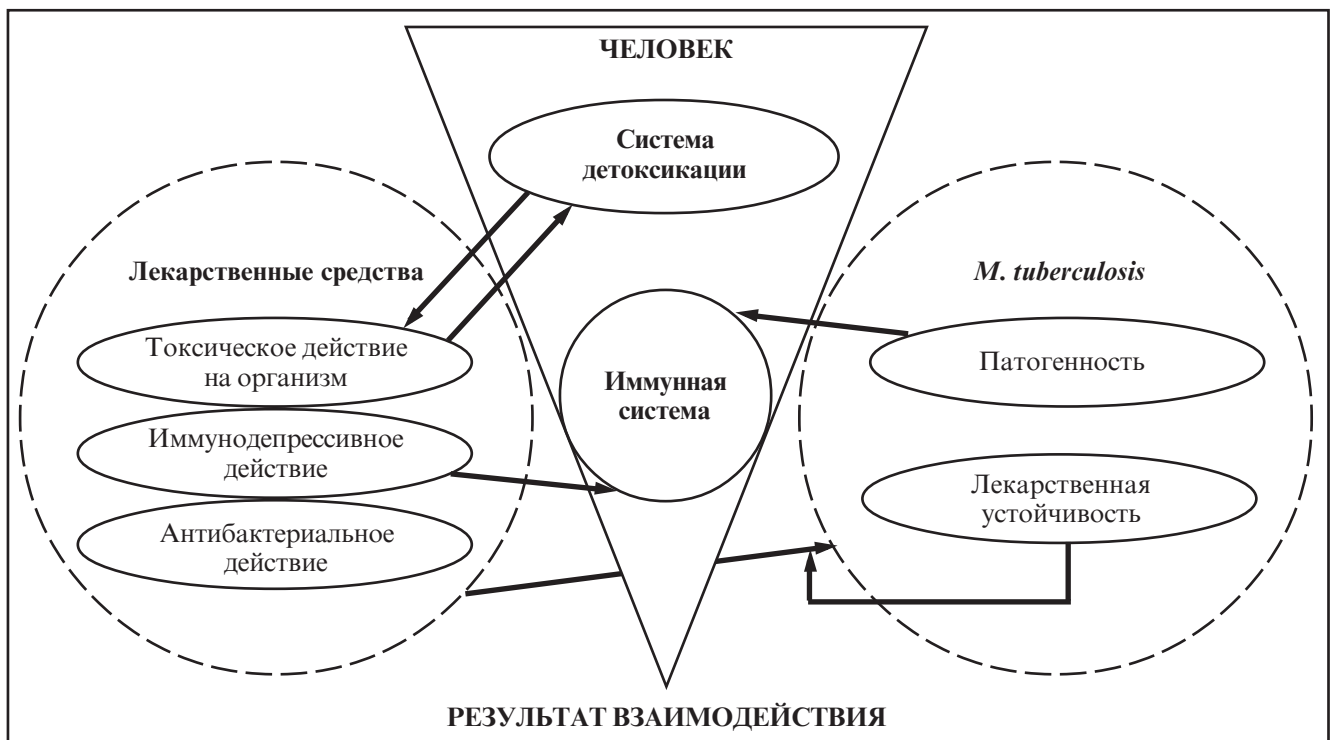 ЧЕЛОВЕК
Система
детоксикации
Лекарственные средства
Токсическое действие
на организм
Иммунодепрессивное
действие
Антибактериальное
действие
Иммунная
система
M. tuberculosis
Патогенность
Лекарственная
устойчивость
РЕЗУЛЬТАТ ВЗАИМОДЕЙСТВИЯ